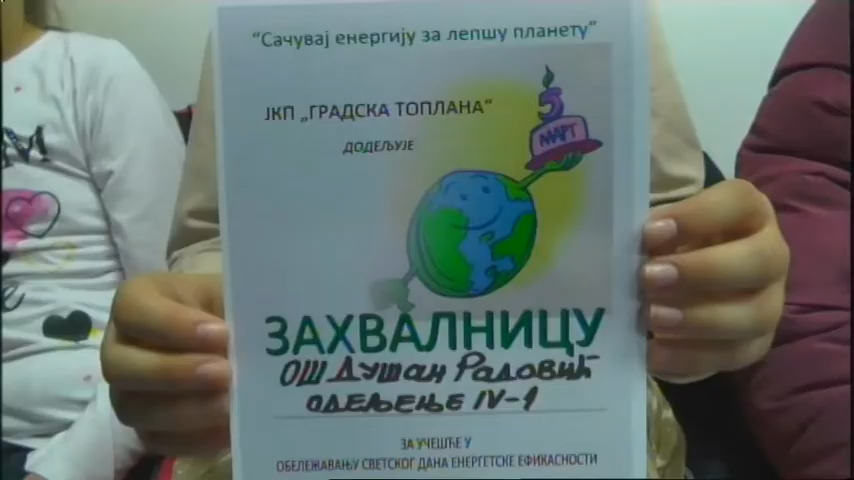 “Сачувај енергију за лепшу планету”
ЈКП „ГРАДСКА ТОПЛАНА“
ДОДЕЉУЈЕ
5
МАРТ
ЗАХВАЛНИЦУ
ОШ Душан Радовић
ОДЕЉЕЊЕ IV-1
ЗА УЧЕШЋЕ У
ОБЕЛЕЖАВАЊУ СВЕТСКОГ ДАНА ЕНЕРГЕТСКЕ ЕФИКАСНОСТИ